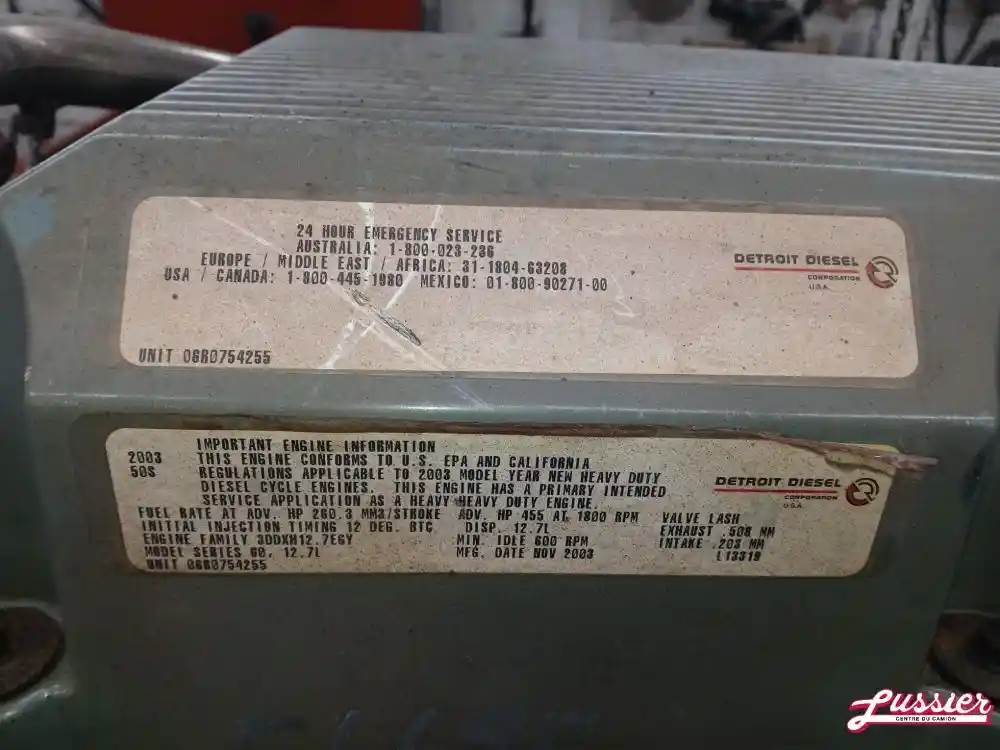 24 HOUR EMERGENCY SERVICE
AUSTRALIA: 1-800-023-236
EUROPE / MIDDLE EAST / AFRICA: 31-1804-63208
USA / CANADA: 1-800-445-1980 MEXICO: 01-800-90271-00
DETROIT DIESEL
CORPORATION
U.S.A.
UNIT 06R0754255
IMPORTANT ENGINE INFORMATION
2003 THIS ENGINE CONFORMS TO U.S. EPA AND CALIFORNIA
50S REGULATIONS APPLICABLE TO 2003 MODEL YEAR NEW HEAVY DUTY
DIESEL CYCLE ENGINES. THIS ENGINE HAS A PRIMARY INTENDED
SERVICE APPLICATION AS A HEAVY HEAVY DUTY ENGINE.
DETROIT DIESEL
CORPORATION
U.S.A.
FUEL RATE AT ADV. HP 260.3 MM3/STROKE ADV. HP 455 AT 1800 RPM VALVE LASH
INITIAL INJECTION TIMING 12 DEG. BTC DISP. 12.7L EXHAUST .508 MM
ENGINE FAMILY 3DDXH12.7EGY MIN. IDLE 600 RPM INTAKE .203 MM
MODEL SERIES 60, 12.7L MFG. DATE NOV 2003 L13319
UNIT 06R0754255
Lussier
CENTRE DU CAMION